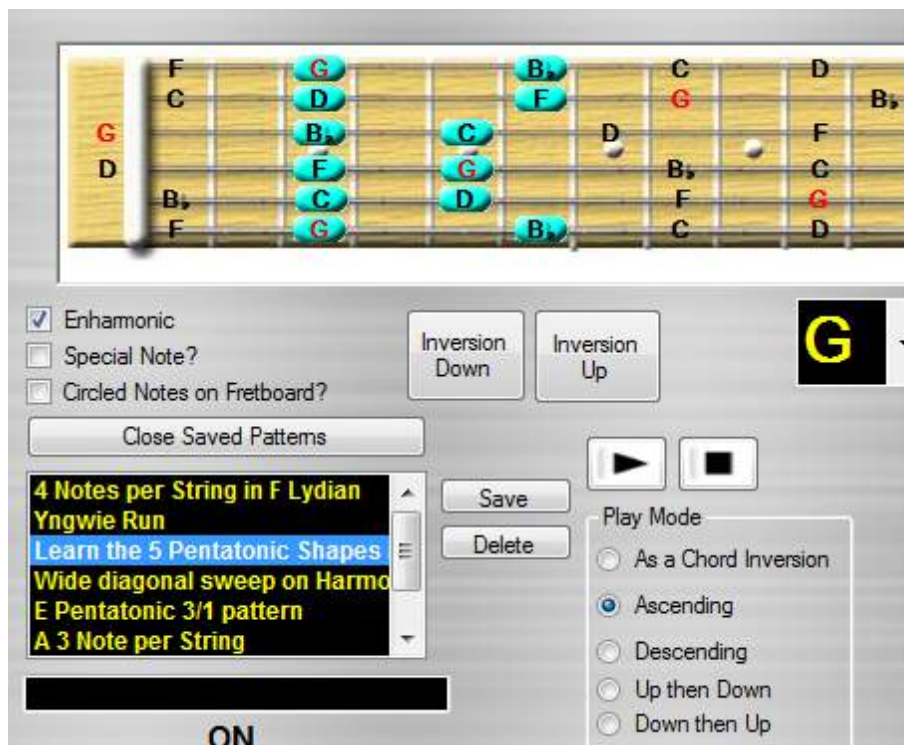 F G B♭ C D
C D F G B♭
G B♭ C D F
D F G B♭ C
B♭ C D F G
F G B♭ C D
Enharmonic
Special Note?
Circled Notes on Fretboard?
Inversion
Down
Inversion
Up
G
Close Saved Patterns
4 Notes per String in F Lydian
Yngwie Run
Learn the 5 Pentatonic Shapes
Wide diagonal sweep on Harmo
E Pentatonic 3/1 pattern
A 3 Note per String
Save
Delete
Play Mode
As a Chord Inversion
Ascending
Descending
Up then Down
Down then Up
ON